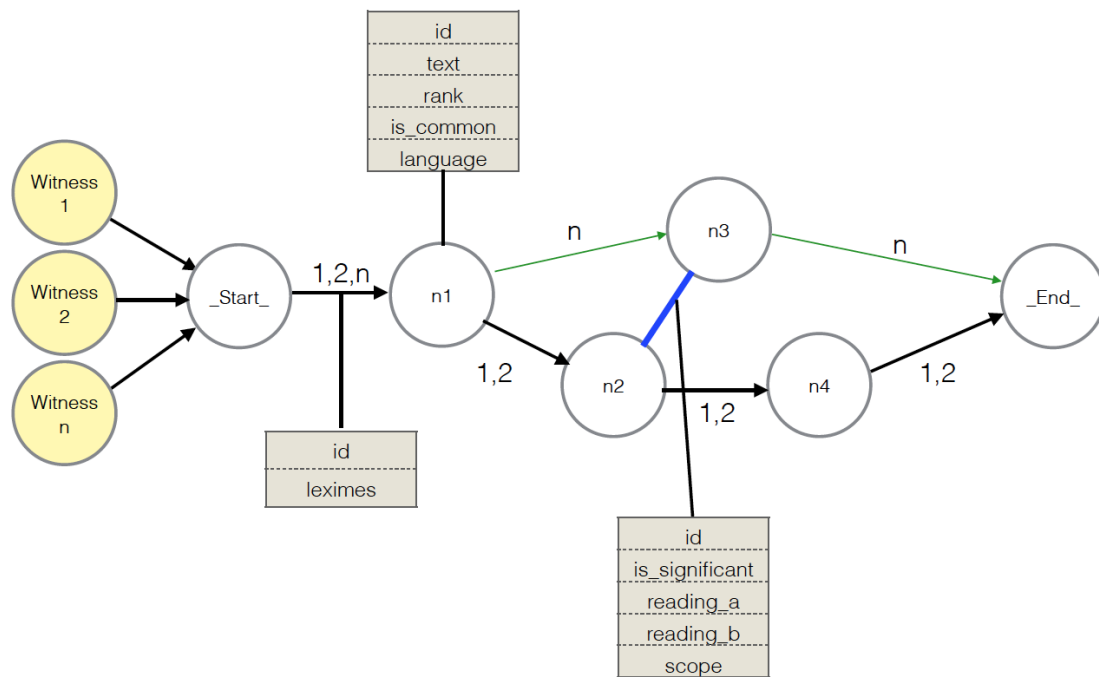 id
text
rank
is_common
language
Witness
1
Witness
2
Witness
n
_Start_
1,2,n
n1
n
n3
n
_End_
1,2
n2
1,2
n4
1,2
id
leximes
id
is_significant
reading_a
reading_b
scope